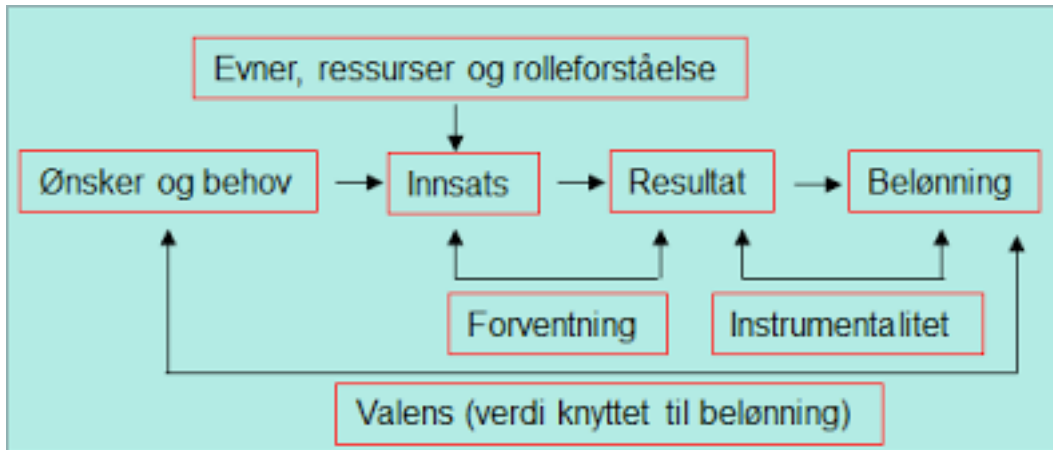 Evner, ressurser og rolleforståelse
Ønsker og behov
Innsats
Resultat
Belønning
Forventning
Instrumentalitet
Valens (verdi knyttet til belønning)